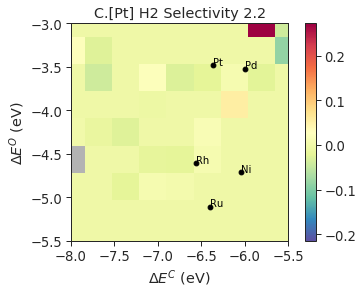 C.[Pt] H2 Selectivity 2.2
−3.0
−3.5
−4.0
−4.5
−5.0
−5.5
ΔE^O (eV)
Pt
Pd
Rh
Ni
Ru
−8.0 −7.5 −7.0 −6.5 −6.0 −5.5
ΔE^C (eV)
0.2
0.1
0.0
−0.1
−0.2